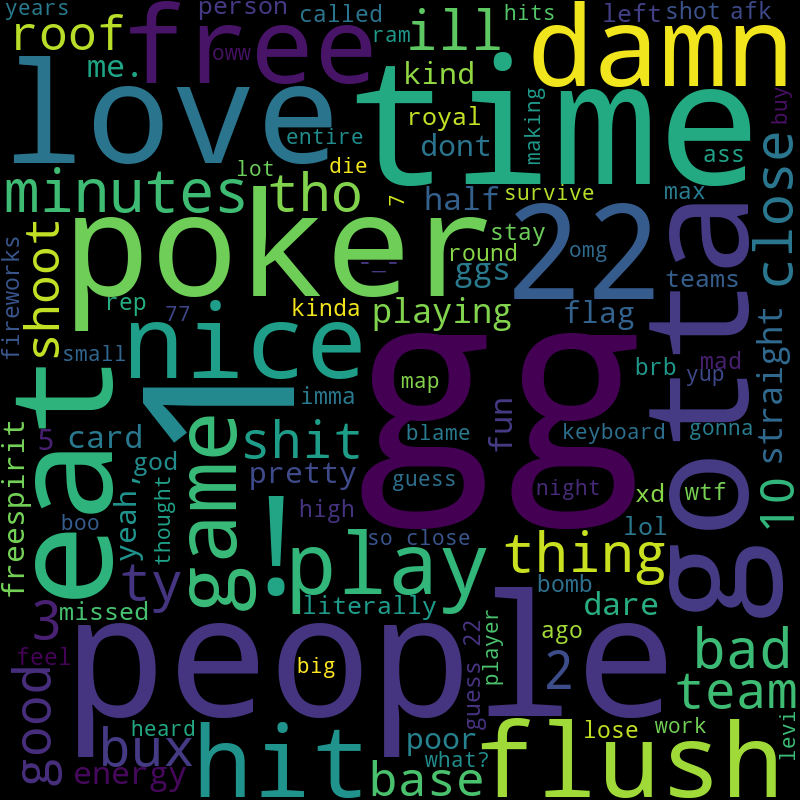 years
person
called
hits
left
shot
afk
roof
free
oww
ram
ill
damn
me.
kind
love
time
royal
entire
dont
making
ass
buy
lot
die
minutes
tho
7
half
survive
max
close
poker
22
stay
omg
gotta
fireworks
shoot
-_-
round
ggs
teams
rep
77
kinda
playing
flag
nice
small
gg
brb
mad
yup
straight
eat
1
imma
map
5
card
shit
blame
fun
keyboard
gonna
freespirit
yeah,
god
thought
game
pretty
guess
night
xd
wtf
10
boo
!
high
lol
so close
play
thing
ty
bomb
3
missed
literally
dare
people
guess 22
player
ago
2
bad
feel
big
team
good
heard
bux
hit
poor
what?
flush
lose
work
levi
energy
base